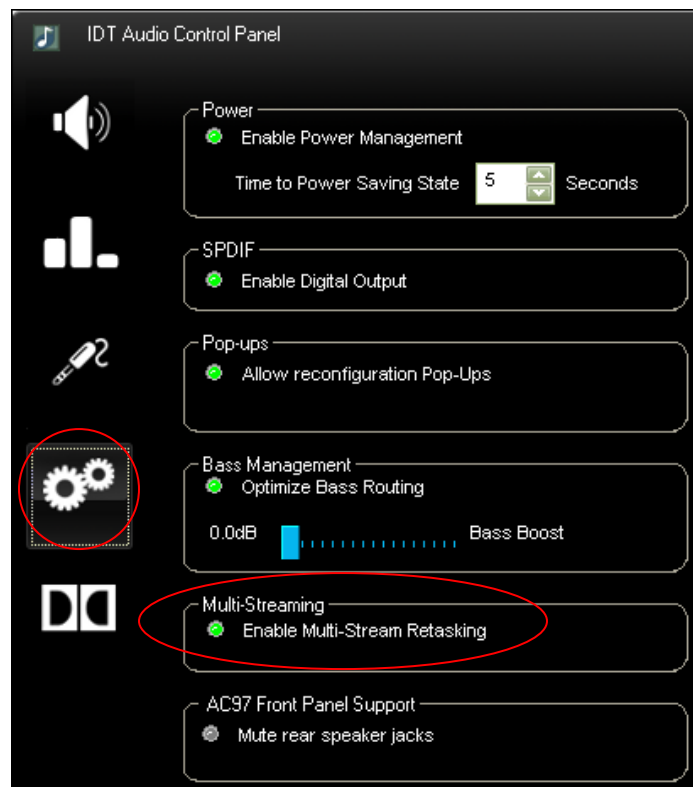 IDT Audio Control Panel
Power
Enable Power Management
Time to Power Saving State 5 Seconds
SPDIF
Enable Digital Output
Pop-ups
Allow reconfiguration Pop-Ups
Bass Management
Optimize Bass Routing
0.0dB Bass Boost
Multi-Streaming
Enable Multi-Stream Retasking
AC97 Front Panel Support
Mute rear speaker jacks